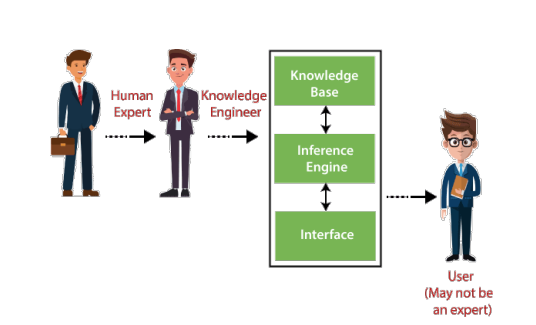 Human
Expert
Knowledge
Engineer
Knowledge
Base
Inference
Engine
Interface
User
(May not be
an expert)